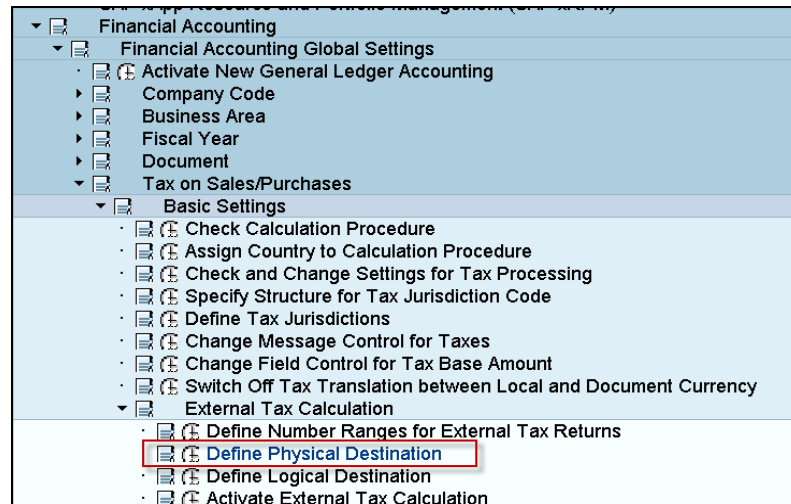 Financial Accounting
Financial Accounting Global Settings
Activate New General Ledger Accounting
Company Code
Business Area
Fiscal Year
Document
Tax on Sales/Purchases
Basic Settings
Check Calculation Procedure
Assign Country to Calculation Procedure
Check and Change Settings for Tax Processing
Specify Structure for Tax Jurisdiction Code
Define Tax Jurisdictions
Change Message Control for Taxes
Change Field Control for Tax Base Amount
Switch Off Tax Translation between Local and Document Currency
External Tax Calculation
Define Number Ranges for External Tax Returns
Define Physical Destination
Define Logical Destination
Activate External Tax Calculation